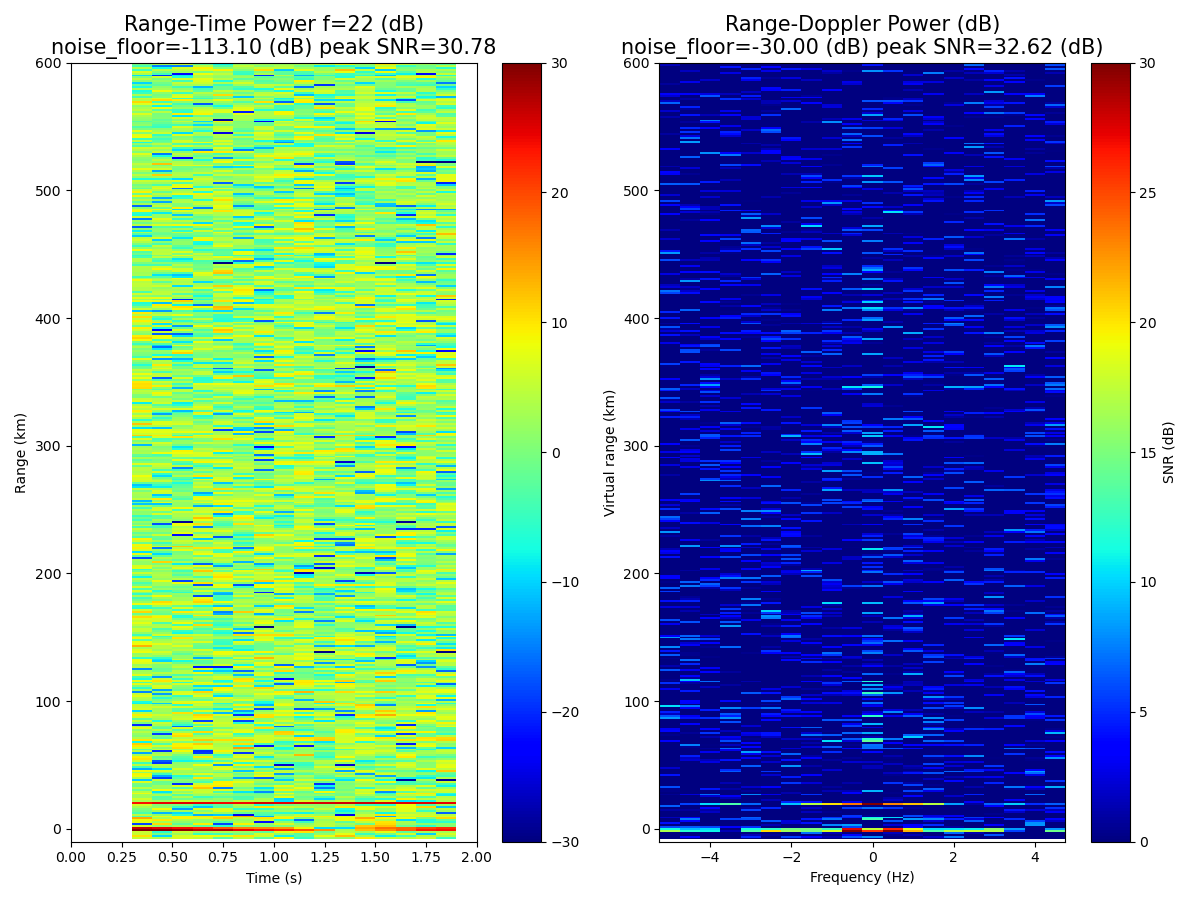 Range-Time Power f=22 (dB)
noise_floor=-113.10 (dB) peak SNR=30.78
Range-Doppler Power (dB)
noise_floor=-30.00 (dB) peak SNR=32.62 (dB)
600
500
400
300
200
100
0
Range (km)
0.00 0.25 0.50 0.75 1.00 1.25 1.50 1.75 2.00
Time (s)
30
20
10
0
−10
−20
−30
600
500
400
300
200
100
0
Virtual range (km)
−4 −2 0 2 4
Frequency (Hz)
30
25
20
15
10
5
0
SNR (dB)